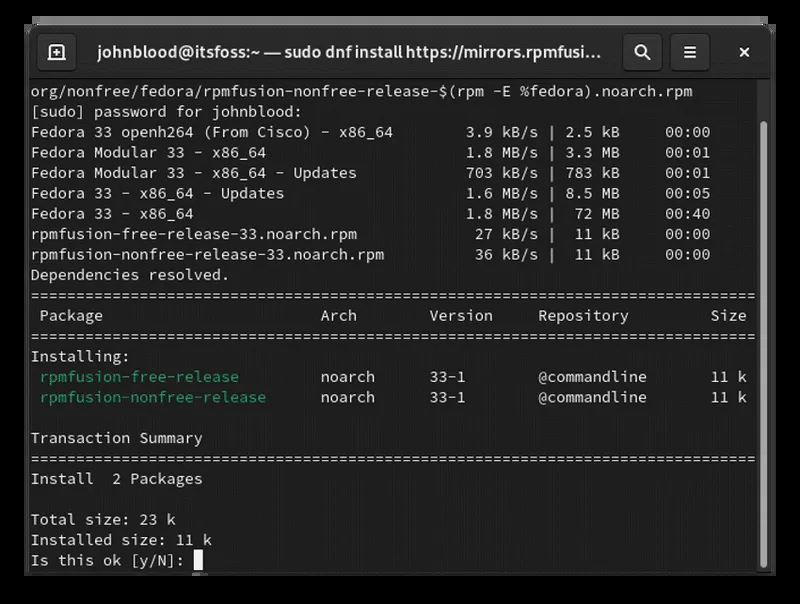 johnblood@itsfoss:~ — sudo dnf install https://mirrors.rpmfusi...
org/nonfree/fedora/rpmfusion-nonfree-release-$(rpm -E %fedora).noarch.rpm
[sudo] password for johnblood:
Fedora 33 openh264 (From Cisco) - x86_64 3.9 kB/s | 2.5 kB 00:00
Fedora Modular 33 - x86_64 1.8 MB/s | 3.3 MB 00:01
Fedora Modular 33 - x86_64 - Updates 703 kB/s | 783 kB 00:01
Fedora 33 - x86_64 - Updates 1.6 MB/s | 8.5 MB 00:05
Fedora 33 - x86_64 1.8 MB/s | 72 MB 00:40
rpmfusion-free-release-33.noarch.rpm 27 kB/s | 11 kB 00:00
rpmfusion-nonfree-release-33.noarch.rpm 36 kB/s | 11 kB 00:00
Dependencies resolved.
================================================================================
Package Arch Version Repository Size
================================================================================
Installing:
rpmfusion-free-release noarch 33-1 @commandline 11 k
rpmfusion-nonfree-release noarch 33-1 @commandline 11 k
Transaction Summary
================================================================================
Install 2 Packages
Total size: 23 k
Installed size: 11 k
Is this ok [y/N]: